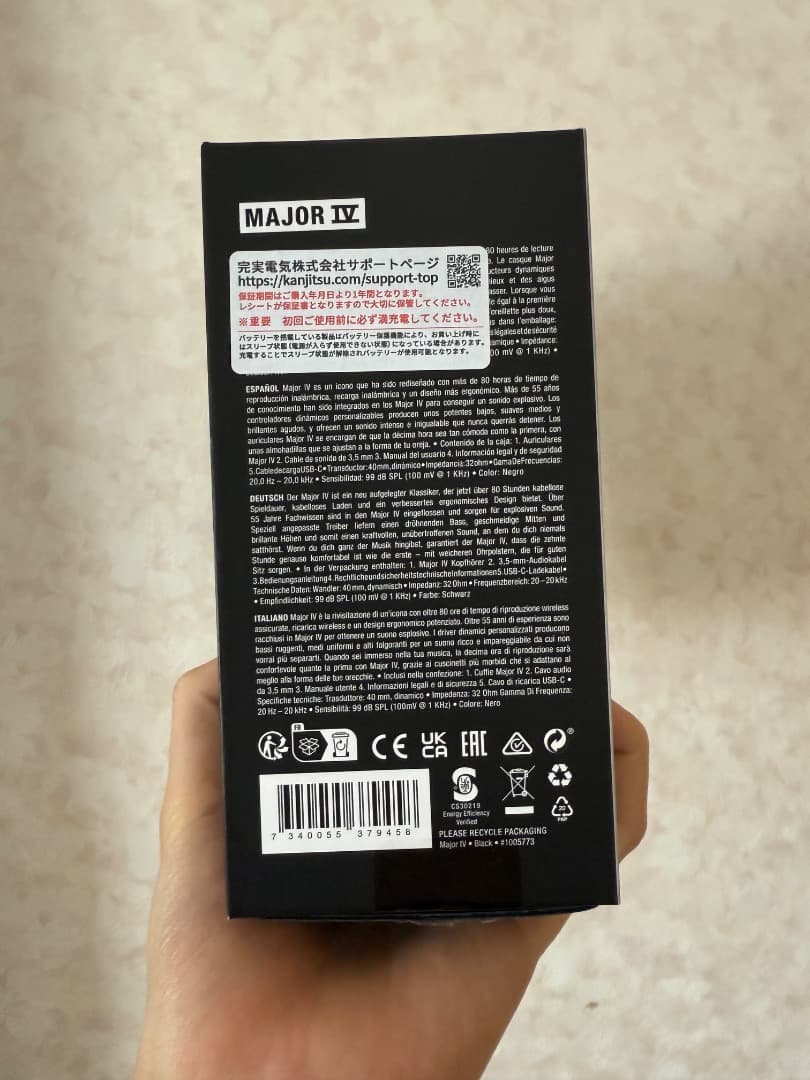 MAJOR IV
完実電気株式会社サポートページ
https://kanjitsu.com/support-top
保証期間はご購入年月日より1年間となります。
レシートが保証書となりますので大切に保管してください。
※重要 初回ご使用前に必ず満充電してください。
バッテリーを搭載している製品はバッテリー保護機能により、お買い上げ時に
はスリープ状態(電源が入らず使用できない状態)になっている場合があります。
充電することでスリープ状態が解除されバッテリーが使用可能となります。
80 heures de lecture
. Le casque Major
ucteurs dynamiques
ieux et des aigus
asser. Lorsque vous
te égal à la première
'oreillette plus doux,
s dans l'emballage:
s légales et de sécurité
amique • Impédance:
00 mV @ 1 KHz) •
ESPAÑOL Major IV es un icono que ha sido rediseñado con más de 80 horas de tiempo de
reproducción inalámbrica, recarga inalámbrica y un diseño más ergonómico. Más de 55 años
de conocimiento han sido integrados en los Major IV para conseguir un sonido explosivo. Los
controladores dinámicos personalizables producen unos potentes bajos, suaves medios y
brillantes agudos, y ofrecen un sonido intenso e inigualable que nunca querrás detener. Los
auriculares Major IV se encargan de que la décima hora sea tan cómoda como la primera, con
unas almohadillas que se ajustan a la forma de tu oreja. • Contenido de la caja: 1. Auriculares
Major IV 2. Cable de sonido de 3,5 mm 3. Manual del usuario 4. Información legal y de seguridad
5. Cable de carga USB-C • Transductor: 40 mm, dinámico • Impedancia: 32 ohm • Gama De Frecuencias:
20,0 Hz – 20,0 kHz • Sensibilidad: 99 dB SPL (100 mV @ 1 KHz) • Color: Negro
DEUTSCH Der Major IV ist ein neu aufgelegter Klassiker, der jetzt über 80 Stunden kabellose
Spieldauer, kabelloses Laden und ein verbessertes ergonomisches Design bietet. Über
55 Jahre Fachwissen sind in den Major IV eingeflossen und sorgen für explosiven Sound.
Speziell angepasste Treiber liefern einen dröhnenden Bass, geschmeidige Mitten und
brillante Höhen und somit einen kraftvollen, unübertroffenen Sound, an dem du dich niemals
satthörst. Wenn du dich ganz der Musik hingibst, garantiert der Major IV, dass die zehnte
Stunde genauso komfortabel ist wie die erste – mit weicheren Ohrpolstern, die für guten
Sitz sorgen. • In der Verpackung enthalten: 1. Major IV Kopfhörer 2. 3,5-mm-Audiokabel
3. Bedienungsanleitung 4. Rechtliche und sicherheitstechnische Informationen 5. USB-C-Ladekabel •
Technische Daten: Wandler: 40 mm, dynamisch • Impedanz: 32 Ohm • Frequenzbereich: 20–20 kHz
• Empfindlichkeit: 99 dB SPL (100 mV @ 1 KHz) • Farbe: Schwarz
ITALIANO Major IV è la rivisitazione di un'icona con oltre 80 ore di tempo di riproduzione wireless
assicurate, ricarica wireless e un design ergonomico potenziato. Oltre 55 anni di esperienza sono
racchiusi in Major IV per ottenere un suono esplosivo. I driver dinamici personalizzati producono
bassi ruggenti, medi uniformi e alti folgoranti per un suono ricco e impareggiabile da cui non
vorrai più separarti. Quando sei immerso nella tua musica, la decima ora di riproduzione sarà
confortevole quanto la prima con Major IV, grazie ai cuscinetti più morbidi che si adattano al
meglio alla forma delle tue orecchie. • Inclusi nella confezione: 1. Cuffie Major IV 2. Cavo audio
da 3,5 mm 3. Manuale utente 4. Informazioni legali e di sicurezza 5. Cavo di ricarica USB-C •
Specifiche tecniche: Trasduttore: 40 mm, dinamico • Impedenza: 32 Ohm Gamma Di Frequenza:
20 Hz – 20 kHz • Sensibilità: 99 dB SPL (100mV @ 1 KHz) • Colore: Nero
FR
CE UK CA EAC
7 340055 379458
CS30219
Energy Efficiency
Verified
20
PAP
PLEASE RECYCLE PACKAGING
Major IV • Black • #1005773